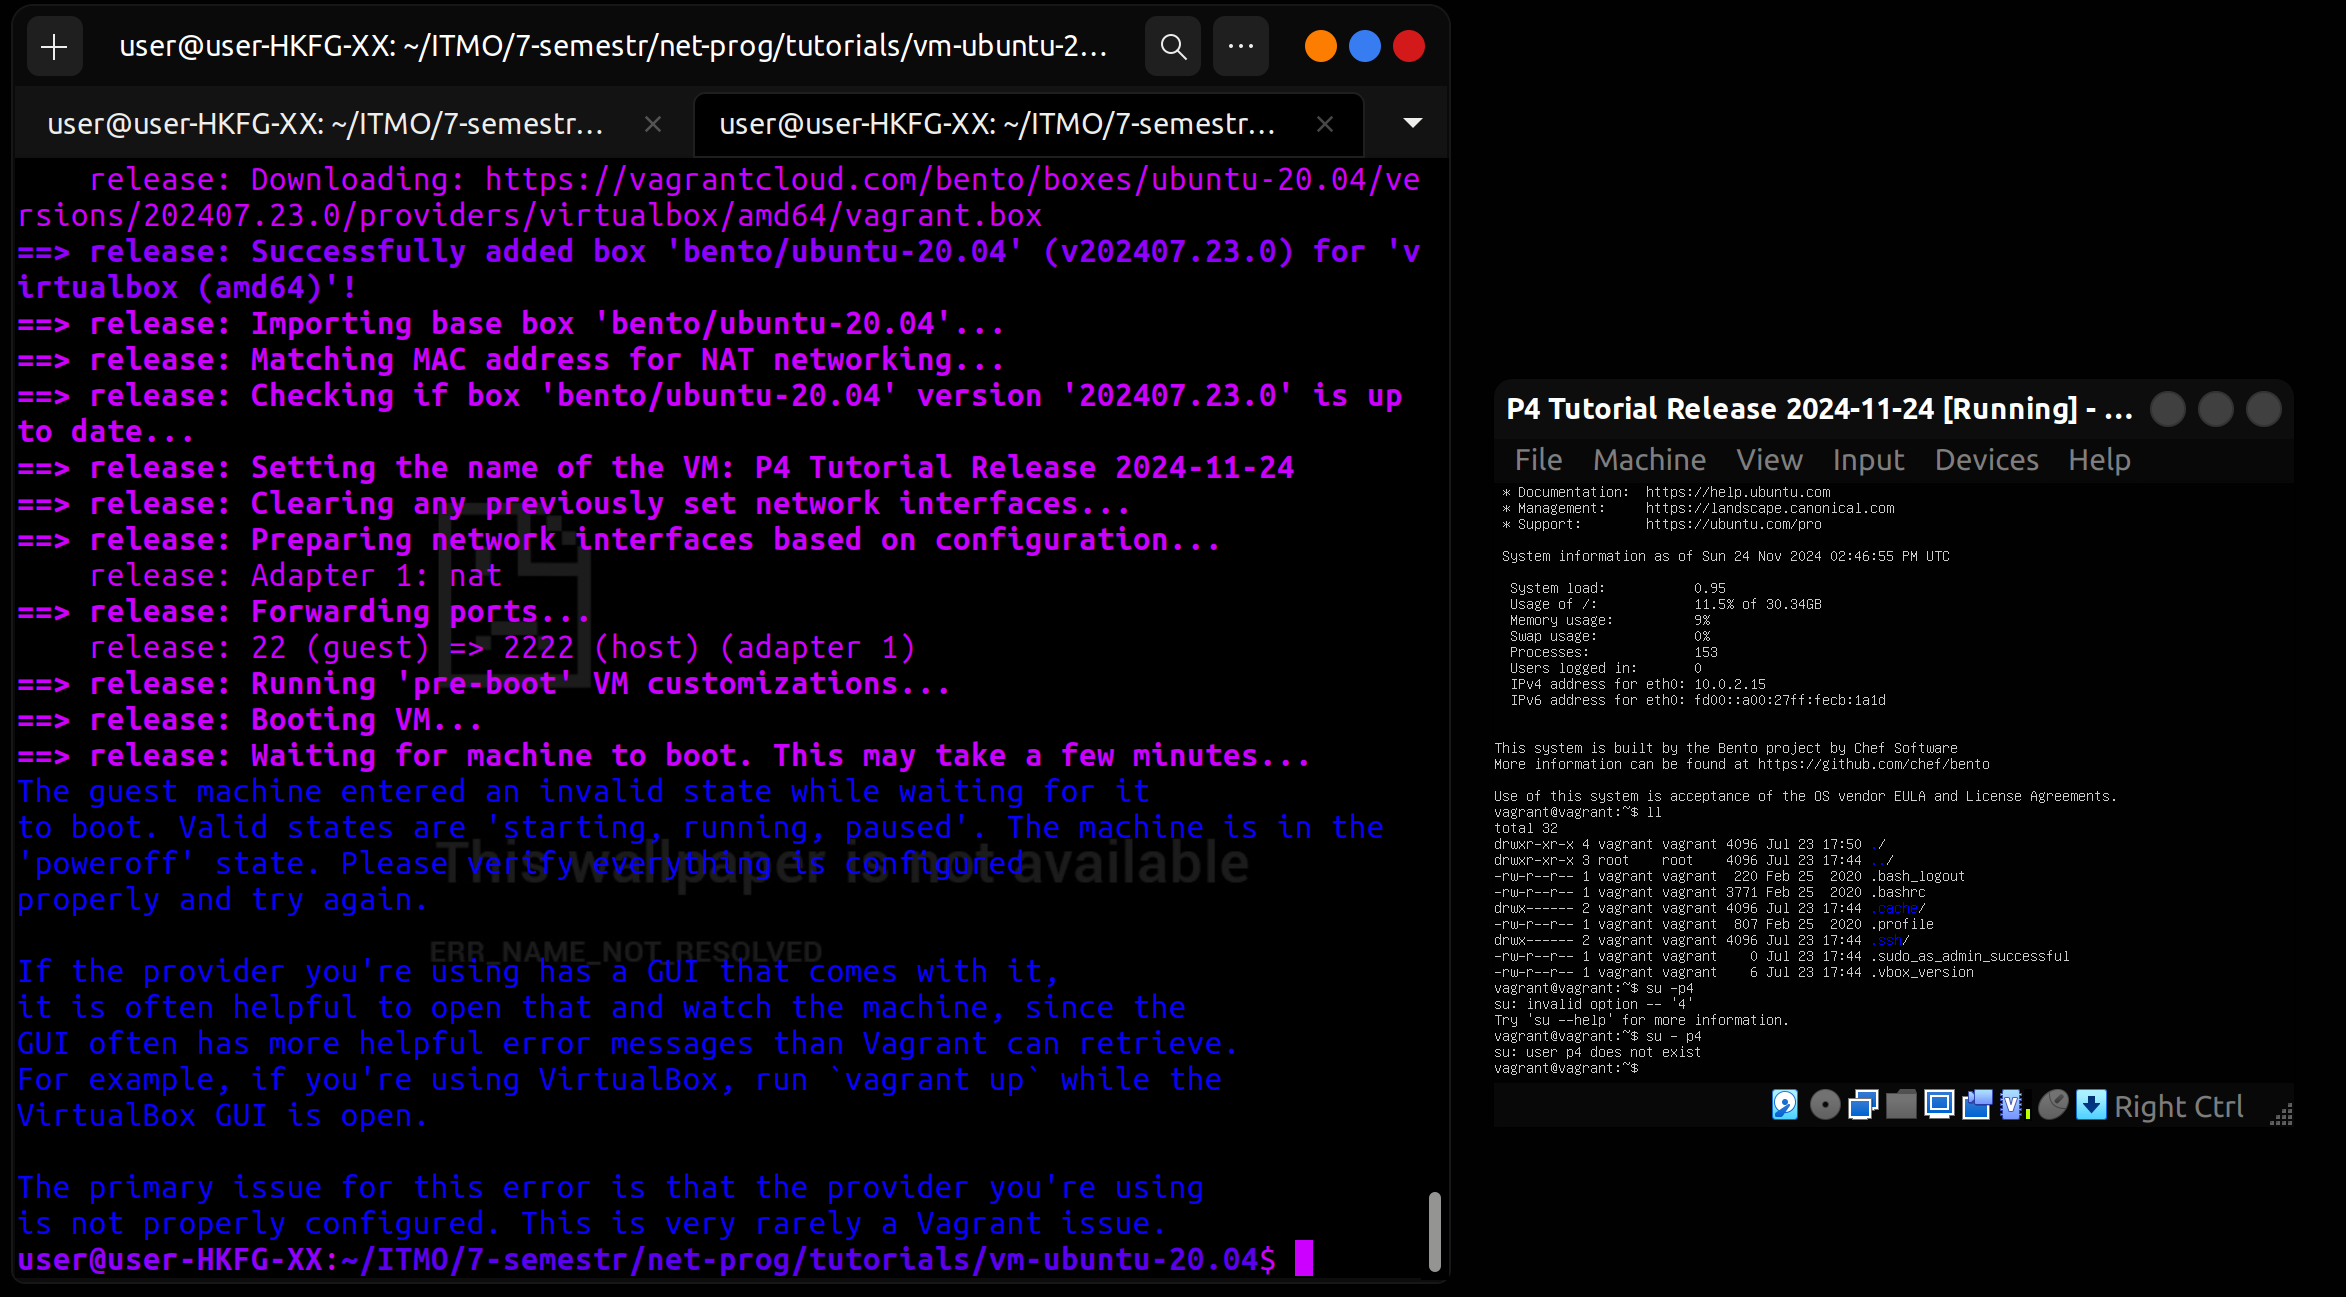 user@user-HKFG-XX: ~/ITMO/7-semestr/net-prog/tutorials/vm-ubuntu-2...
user@user-HKFG-XX: ~/ITMO/7-semestr...
user@user-HKFG-XX: ~/ITMO/7-semestr...
    release: Downloading: https://vagrantcloud.com/bento/boxes/ubuntu-20.04/ve
rsions/202407.23.0/providers/virtualbox/amd64/vagrant.box
==> release: Successfully added box 'bento/ubuntu-20.04' (v202407.23.0) for 'v
irtualbox (amd64)'!
==> release: Importing base box 'bento/ubuntu-20.04'...
==> release: Matching MAC address for NAT networking...
==> release: Checking if box 'bento/ubuntu-20.04' version '202407.23.0' is up
to date...
==> release: Setting the name of the VM: P4 Tutorial Release 2024-11-24
==> release: Clearing any previously set network interfaces...
==> release: Preparing network interfaces based on configuration...
    release: Adapter 1: nat
==> release: Forwarding ports...
    release: 22 (guest) => 2222 (host) (adapter 1)
==> release: Running 'pre-boot' VM customizations...
==> release: Booting VM...
==> release: Waiting for machine to boot. This may take a few minutes...
The guest machine entered an invalid state while waiting for it
to boot. Valid states are 'starting, running, paused'. The machine is in the
'poweroff' state. Please verify everything is configured
properly and try again.
This wallpaper is not available
ERR_NAME_NOT_RESOLVED
If the provider you're using has a GUI that comes with it,
it is often helpful to open that and watch the machine, since the
GUI often has more helpful error messages than Vagrant can retrieve.
For example, if you're using VirtualBox, run `vagrant up` while the
VirtualBox GUI is open.
The primary issue for this error is that the provider you're using
is not properly configured. This is very rarely a Vagrant issue.
user@user-HKFG-XX:~/ITMO/7-semestr/net-prog/tutorials/vm-ubuntu-20.04$
P4 Tutorial Release 2024-11-24 [Running] - ...
File Machine View Input Devices Help
 * Documentation:  https://help.ubuntu.com
 * Management:     https://landscape.canonical.com
 * Support:        https://ubuntu.com/pro
 System information as of Sun 24 Nov 2024 02:46:55 PM UTC
  System load:           0.95
  Usage of /:            11.5% of 30.34GB
  Memory usage:          9%
  Swap usage:            0%
  Processes:             153
  Users logged in:       0
  IPv4 address for eth0: 10.0.2.15
  IPv6 address for eth0: fd00::a00:27ff:fecb:1a1d
This system is built by the Bento project by Chef Software
More information can be found at https://github.com/chef/bento
Use of this system is acceptance of the OS vendor EULA and License Agreements.
vagrant@vagrant:~$ ll
total 32
drwxr-xr-x 4 vagrant vagrant 4096 Jul 23 17:50 ./
drwxr-xr-x 3 root    root    4096 Jul 23 17:44 ../
-rw-r--r-- 1 vagrant vagrant  220 Feb 25  2020 .bash_logout
-rw-r--r-- 1 vagrant vagrant 3771 Feb 25  2020 .bashrc
drwx------ 2 vagrant vagrant 4096 Jul 23 17:44 .cache/
-rw-r--r-- 1 vagrant vagrant  807 Feb 25  2020 .profile
drwx------ 2 vagrant vagrant 4096 Jul 23 17:44 .ssh/
-rw-r--r-- 1 vagrant vagrant    0 Jul 23 17:44 .sudo_as_admin_successful
-rw-r--r-- 1 vagrant vagrant    6 Jul 23 17:44 .vbox_version
vagrant@vagrant:~$ su -p4
su: invalid option -- '4'
Try 'su --help' for more information.
vagrant@vagrant:~$ su - p4
su: user p4 does not exist
vagrant@vagrant:~$
Right Ctrl